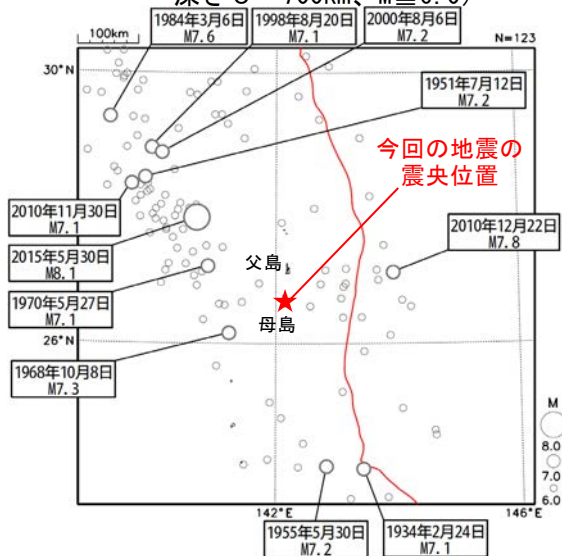 深さ0～700km、M≧6.0）
100km
1984年3月6日
M7.6
1998年8月20日
M7.1
2000年8月6日
M7.2
N=123
30°N
1951年7月12日
M7.2
今回の地震の
震央位置
2010年11月30日
M7.1
2015年5月30日
M8.1
2010年12月22日
M7.8
父島
1970年5月27日
M7.1
母島
26°N
1968年10月8日
M7.3
M
8.0
7.0
6.0
142°E
146°E
1955年5月30日
M7.2
1934年2月24日
M7.1